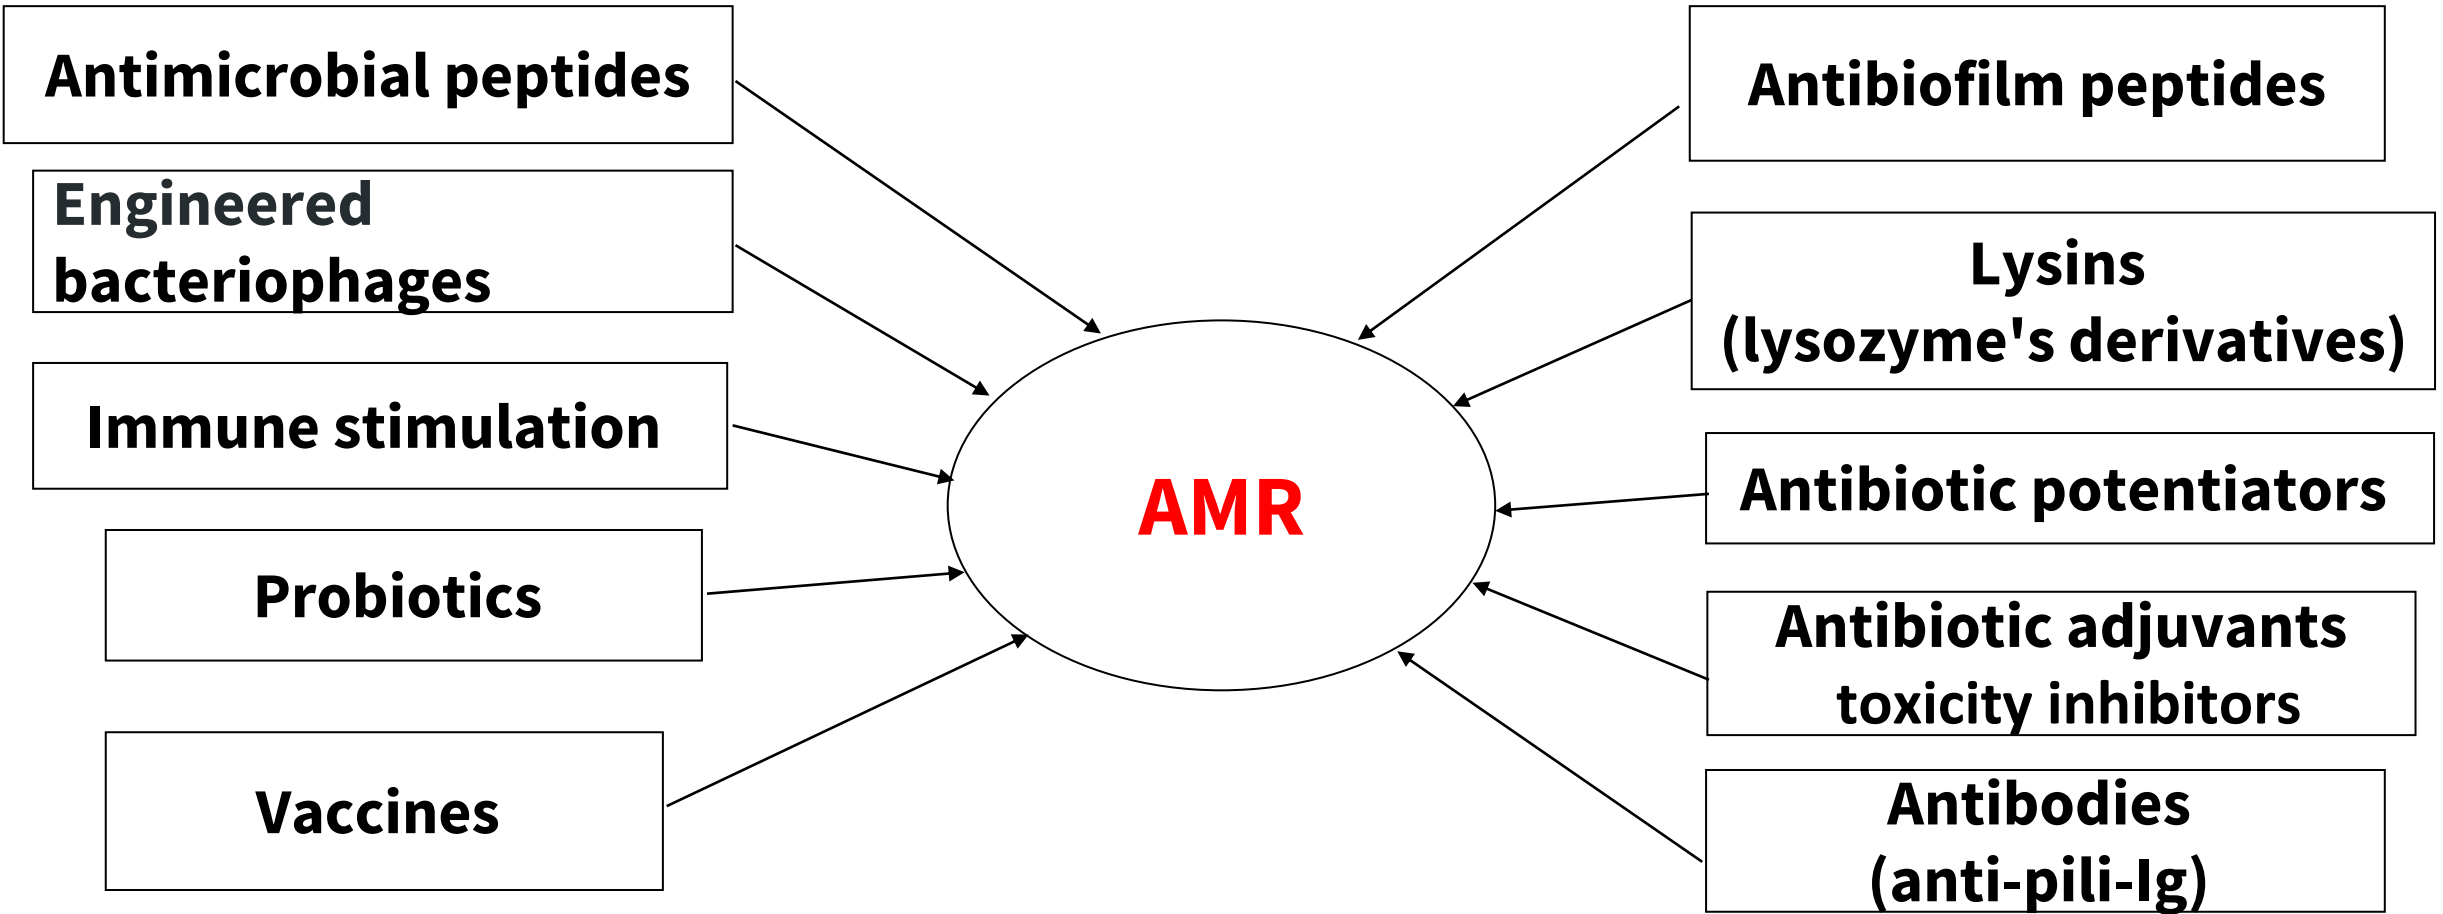 Antimicrobial peptides
Engineered
bacteriophages
Immune stimulation
Probiotics
Vaccines
AMR
Antibiofilm peptides
Lysins
(lysozyme's derivatives)
Antibiotic potentiators
Antibiotic adjuvants
toxicity inhibitors
Antibodies
(anti-pili-Ig)